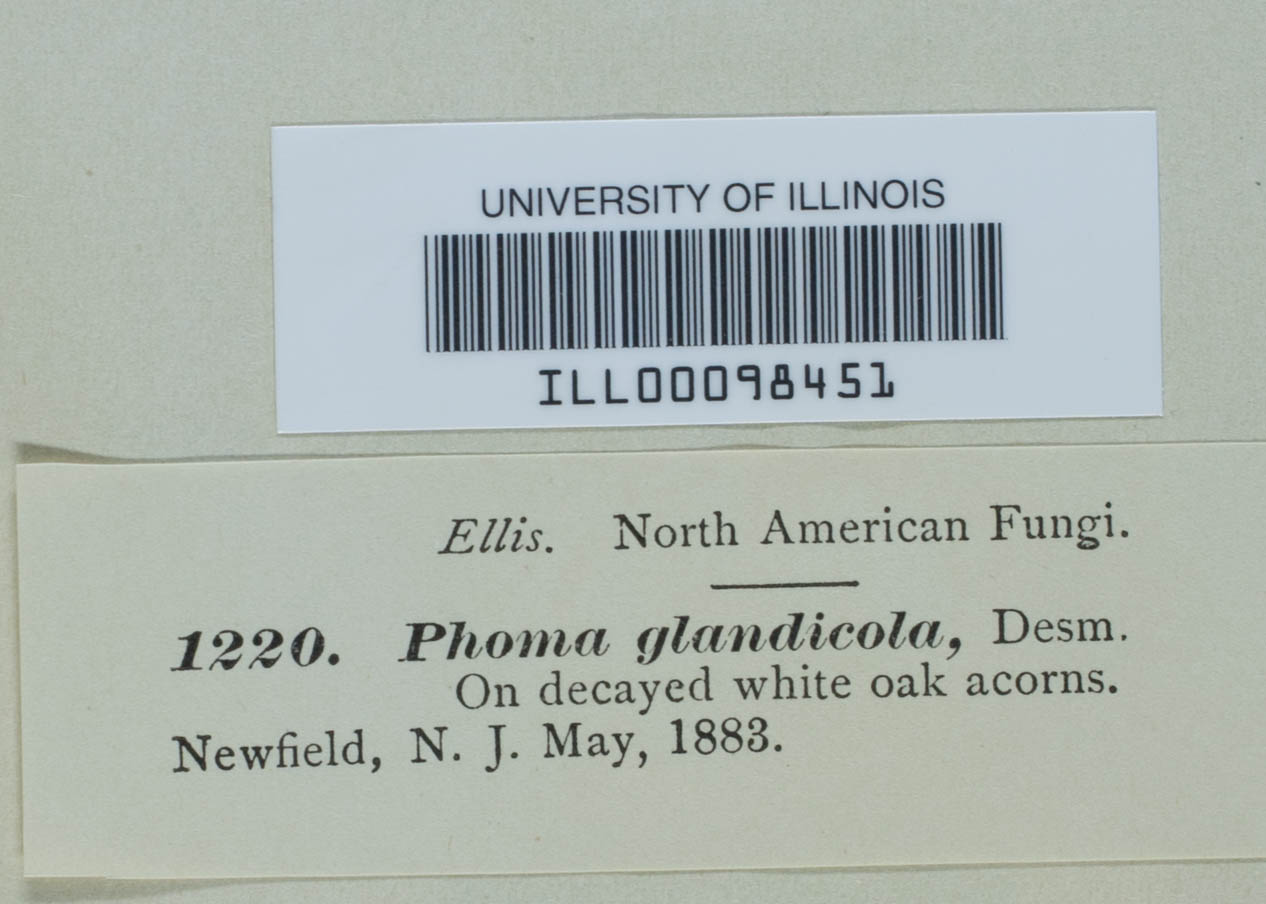 UNIVERSITY OF ILLINOIS
ILL00098451
Ellis. North American Fungi.
1220. Phoma glandicola, Desm.
On decayed white oak acorns.
Newfield, N. J. May, 1883.